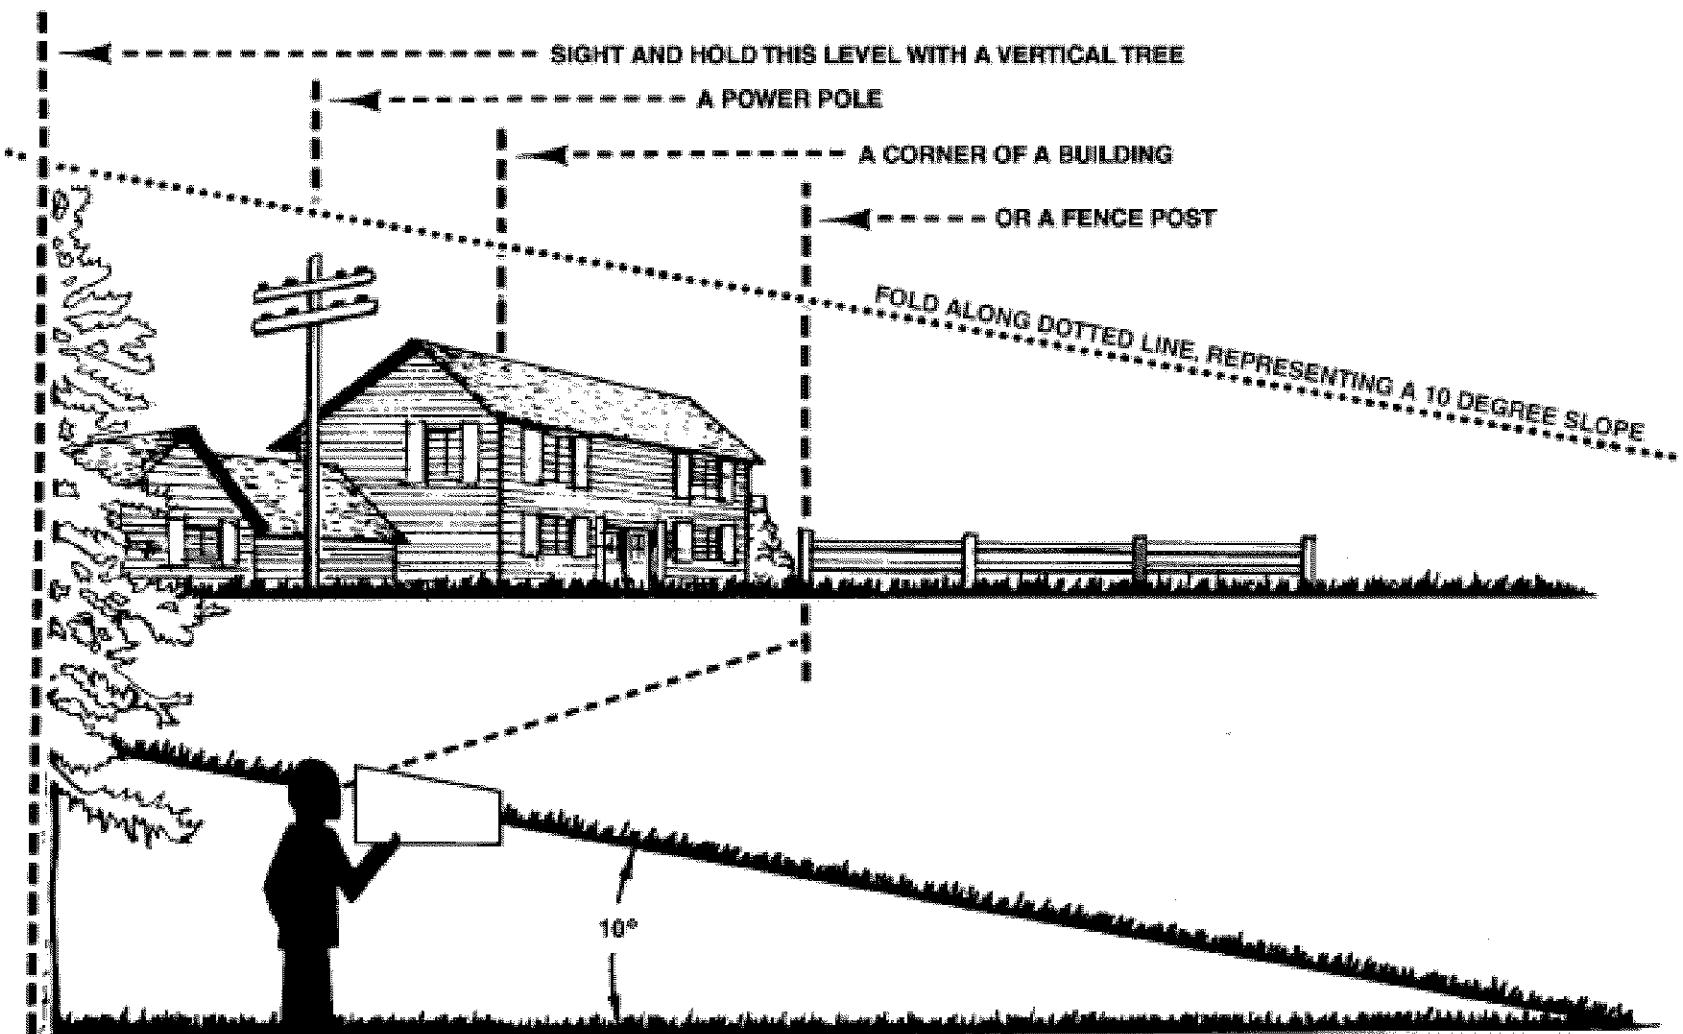 SIGHT AND HOLD THIS LEVEL WITH A VERTICAL TREE
A POWER POLE
A CORNER OF A BUILDING
OR A FENCE POST
FOLD ALONG DOTTED LINE, REPRESENTING A 10 DEGREE SLOPE
10°